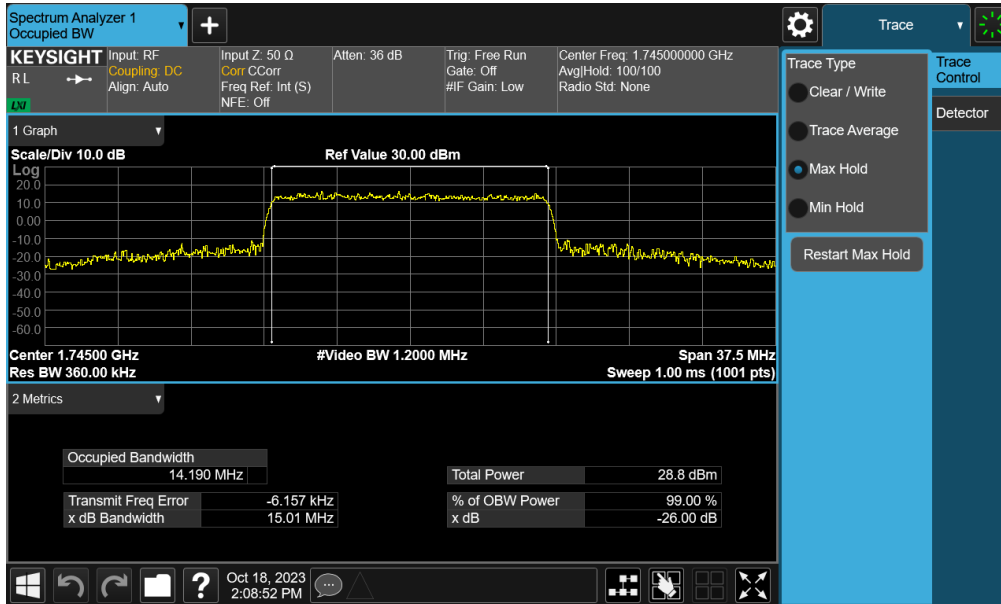 Spectrum Analyzer 1
Occupied BW
+
Trace
KEYSIGHT
R L
LXI
Input: RF
Coupling: DC
Align: Auto
Input Z: 50 Ω
Corr CCorr
Freq Ref: Int (S)
NFE: Off
Atten: 36 dB
Trig: Free Run
Gate: Off
#IF Gain: Low
Center Freq: 1.745000000 GHz
Avg|Hold: 100/100
Radio Std: None
1 Graph
Scale/Div 10.0 dB
Ref Value 30.00 dBm
Log
20.0
10.0
0.00
-10.0
-20.0
-30.0
-40.0
-50.0
-60.0
Center 1.74500 GHz
#Video BW 1.2000 MHz
Span 37.5 MHz
Res BW 360.00 kHz
Sweep 1.00 ms (1001 pts)
2 Metrics
Occupied Bandwidth
14.190 MHz
Total Power 28.8 dBm
Transmit Freq Error -6.157 kHz
% of OBW Power 99.00 %
x dB Bandwidth 15.01 MHz
x dB -26.00 dB
Trace Type
Clear / Write
Trace Average
Max Hold
Min Hold
Restart Max Hold
Trace
Control
Detector
?
Oct 18, 2023
2:08:52 PM